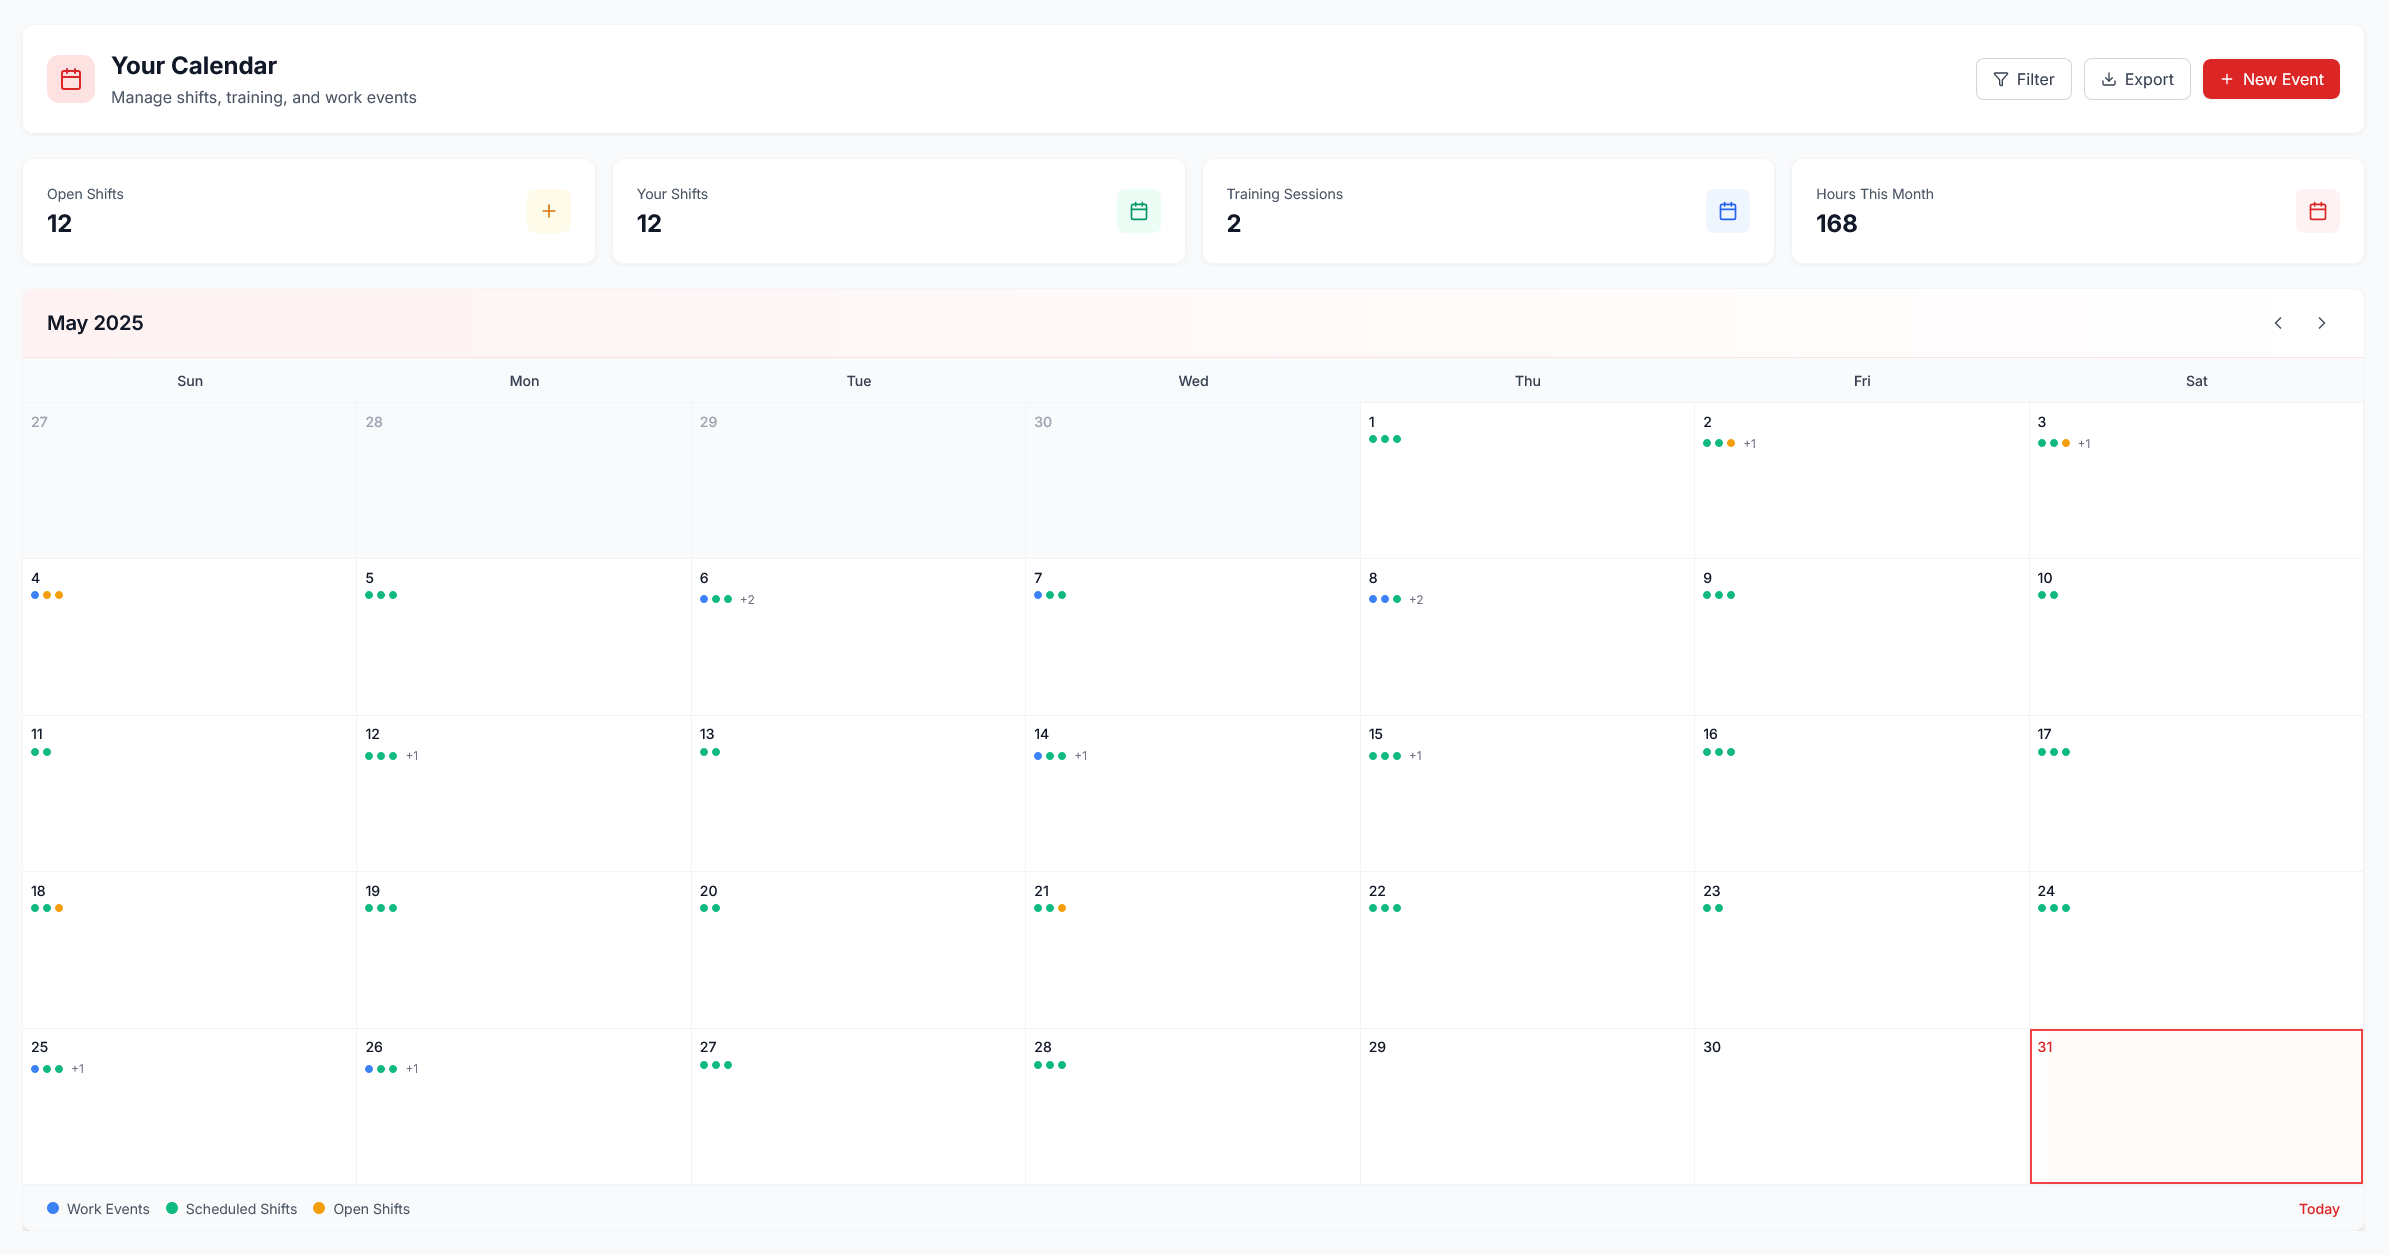 Your Calendar
Manage shifts, training, and work events
Filter
Export
New Event
Open Shifts
12
Your Shifts
12
Training Sessions
2
Hours This Month
168
May 2025
Sun Mon Tue Wed Thu Fri Sat
27 28 29 30 1 2 3
+1 +1
4 5 6 7 8 9 10
+2 +2
11 12 13 14 15 16 17
+1 +1 +1
18 19 20 21 22 23 24
25 26 27 28 29 30 31
+1 +1
Work Events Scheduled Shifts Open Shifts Today